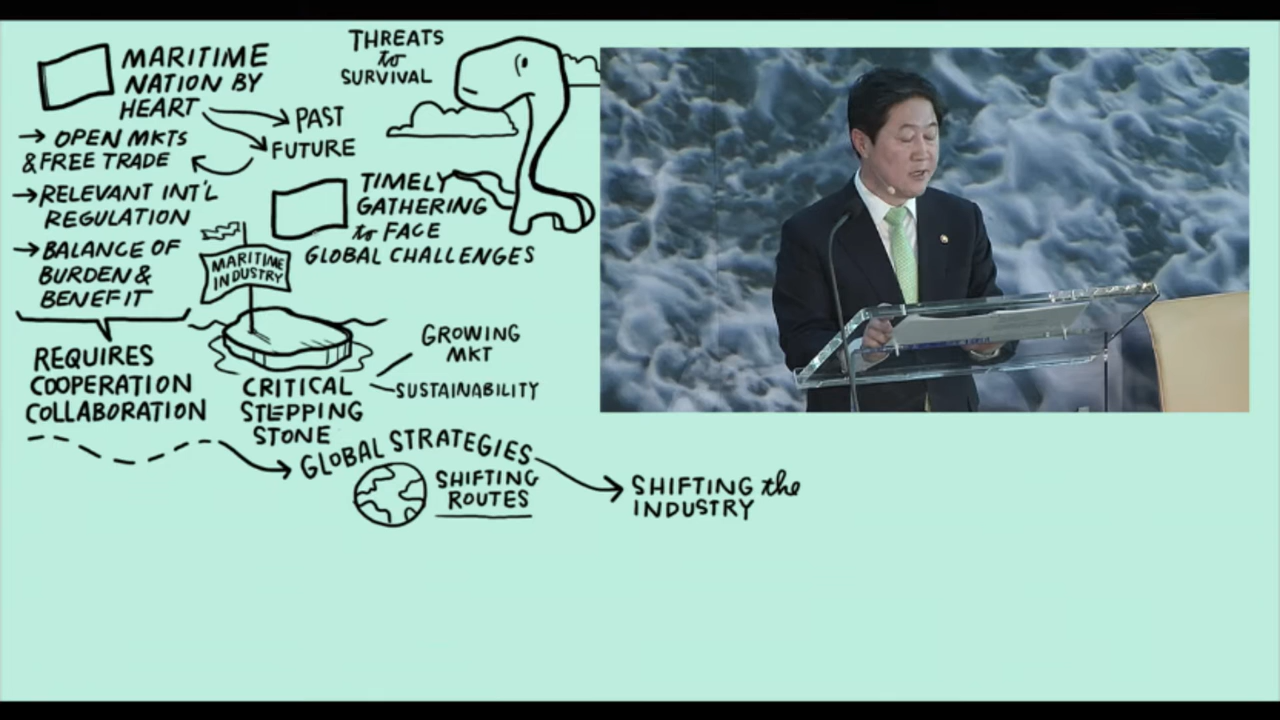 MARITIME
NATION BY
HEART
→ OPEN MKTS
& FREE TRADE
→ RELEVANT INT'L
REGULATION
→ BALANCE OF
BURDEN &
BENEFIT
REQUIRES
COOPERATION
COLLABORATION
PAST
FUTURE
THREATS
to
SURVIVAL
TIMELY
GATHERING
to FACE
GLOBAL CHALLENGES
MARITIME
INDUSTRY
CRITICAL
STEPPING
STONE
GROWING
MKT
SUSTAINABILITY
GLOBAL STRATEGIES
SHIFTING
ROUTES
SHIFTING the
INDUSTRY